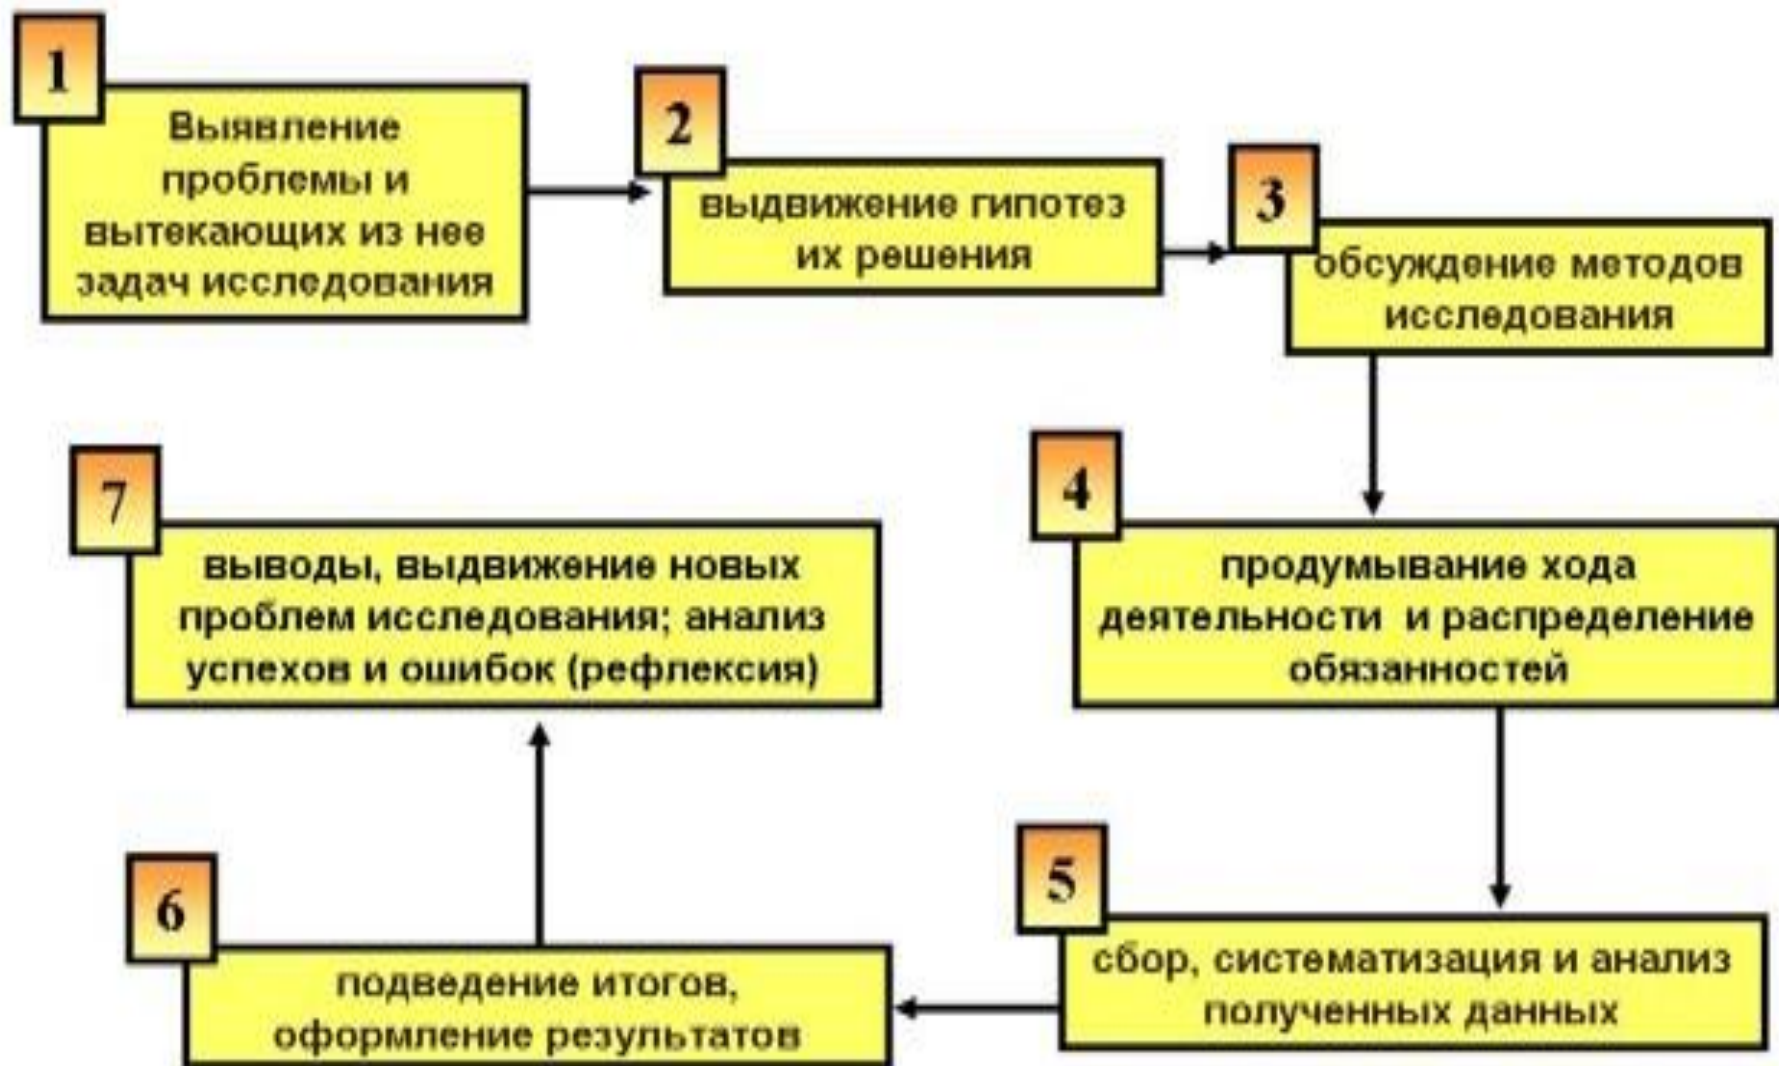 1
Выявление
проблемы и
вытекающих из нее
задач исследования
2
выдвижение гипотез
их решения
3
обсуждение методов
исследования
4
продумывание хода
деятельности и распределение
обязанностей
5
сбор, систематизация и анализ
полученных данных
6
подведение итогов,
оформление результатов
7
выводы, выдвижение новых
проблем исследования; анализ
успехов и ошибок (рефлексия)